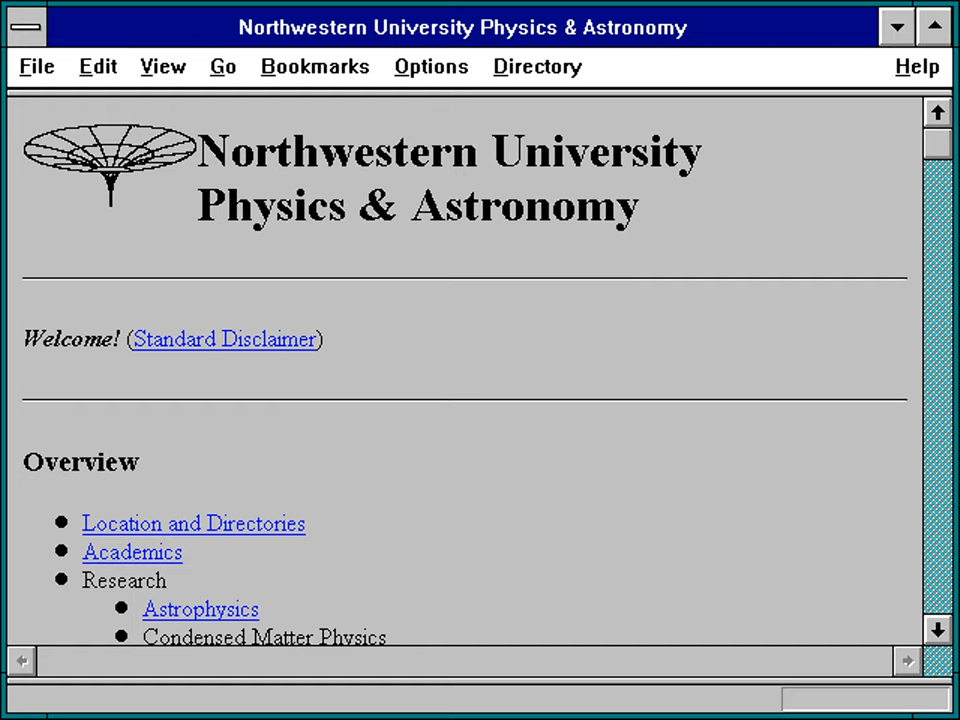 Northwestern University Physics & Astronomy
File Edit View Go Bookmarks Options Directory Help
Northwestern University
Physics & Astronomy
Welcome! (Standard Disclaimer)
Overview
Location and Directories
Academics
Research
Astrophysics
Condensed Matter Physics